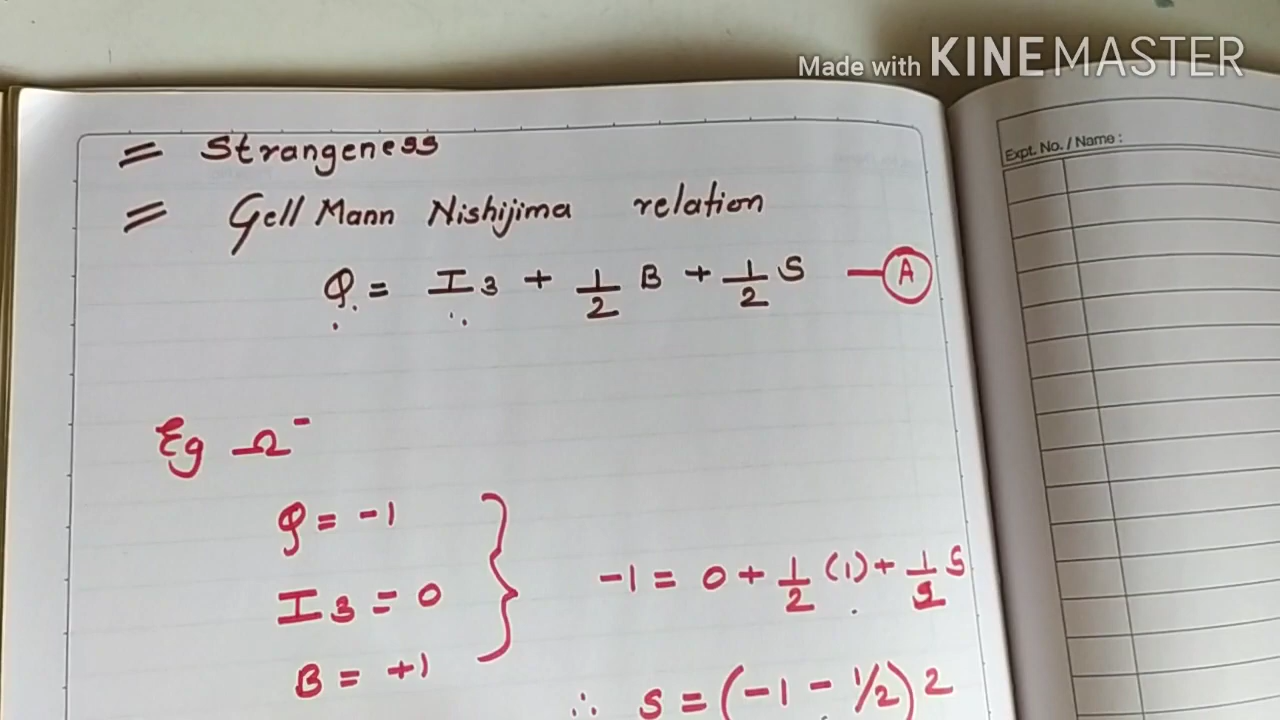 Made with KINEMASTER
= Strangeness
= Gell Mann Nishijima relation
Q = I3 + 1/2 B + 1/2 S — A
Expt. No. / Name :
Eg Ω⁻
Q = -1
I3 = 0
B = +1
-1 = 0 + 1/2 (1) + 1/2 S
∴ S = (-1 - 1/2) 2